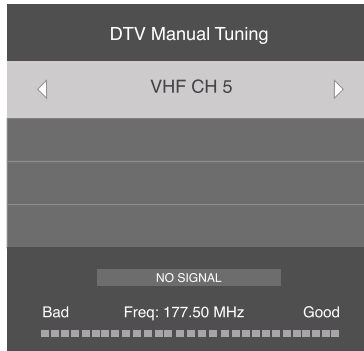 DTV Manual Tuning
VHF CH 5
NO SIGNAL
Bad Freq: 177.50 MHz Good